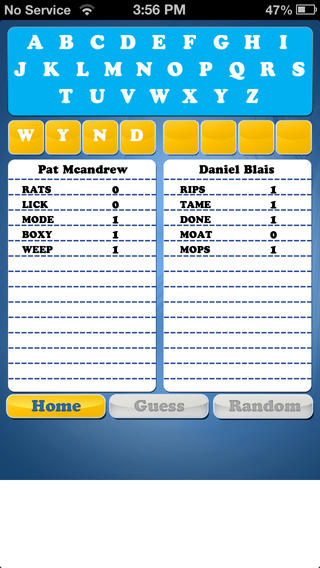 No Service 3:56 PM 47%
A B C D E F G H I
J K L M N O P Q R S
T U V W X Y Z
W Y N D
Pat Mcandrew Daniel Blais
RATS 0 RIPS 1
LICK 0 TAME 1
MODE 1 DONE 1
BOXY 1 MOAT 0
WEEP 1 MOPS 1
Home Guess Random